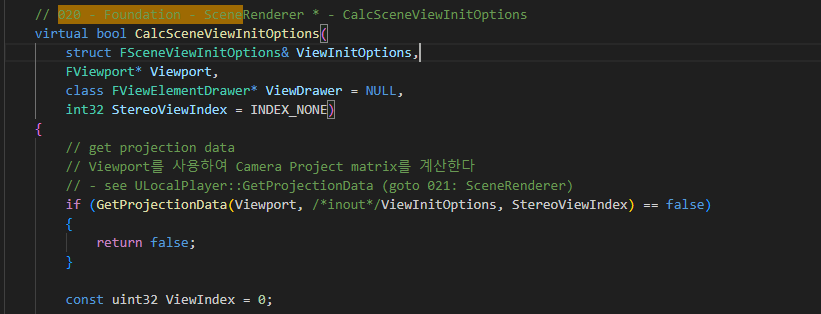 // 020 - Foundation - SceneRenderer * - CalcSceneViewInitOptions
virtual bool CalcSceneViewInitOptions(
struct FSceneViewInitOptions& ViewInitOptions,
FViewport* Viewport,
class FViewElementDrawer* ViewDrawer = NULL,
int32 StereoViewIndex = INDEX_NONE)
{
// get projection data
// Viewport를 사용하여 Camera Project matrix를 계산한다
// - see ULocalPlayer::GetProjectionData (goto 021: SceneRenderer)
if (GetProjectionData(Viewport, /*inout*/ViewInitOptions, StereoViewIndex) == false)
{
return false;
}
const uint32 ViewIndex = 0;